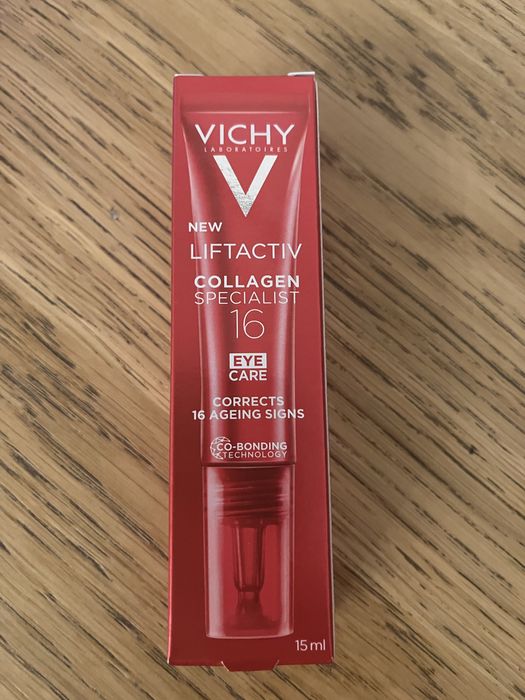 VICHY
LABORATOIRES
V
NEW
LIFTACTIV
COLLAGEN
SPECIALIST
16
EYE
CARE
CORRECTS
16 AGEING SIGNS
CO-BONDING
TECHNOLOGY
15 ml